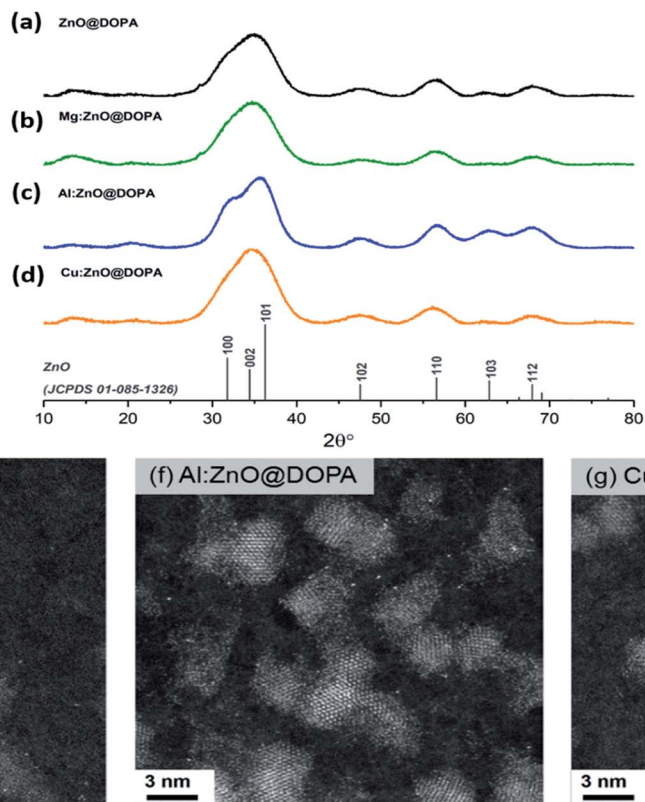 (a) ZnO@DOPA
(b) Mg:ZnO@DOPA
(c) Al:ZnO@DOPA
(d) Cu:ZnO@DOPA
100
002
101
102
110
103
112
ZnO
(JCPDS 01-085-1326)
10 20 30 40 50 60 70 80
2θ°
(f) Al:ZnO@DOPA
(g) Cu
3 nm
3 nm